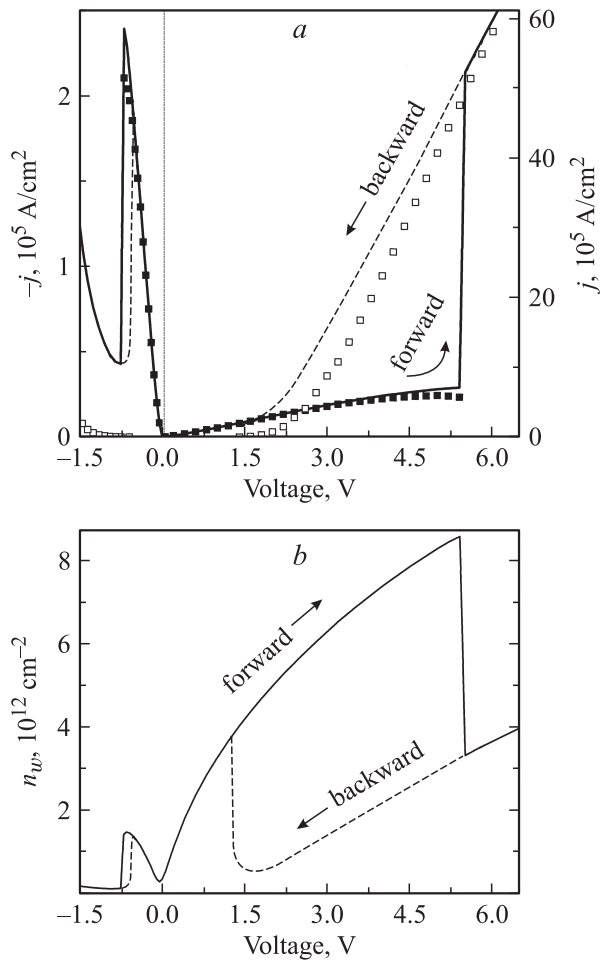 a
2
1
0
–j, 10⁵ A/cm²
60
40
20
0
j, 10⁵ A/cm²
backward
forward
–1.5 0.0 1.5 3.0 4.5 6.0
Voltage, V
b
8
6
4
2
n_w, 10¹² cm⁻²
forward
backward
–1.5 0.0 1.5 3.0 4.5 6.0
Voltage, V